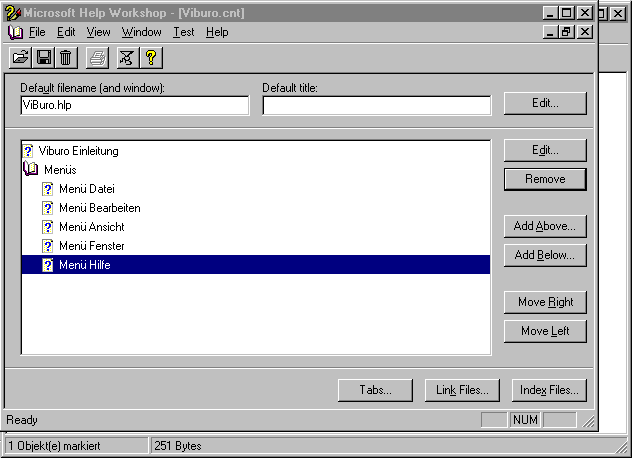 Microsoft Help Workshop - [Viburo.cnt]
File Edit View Window Test Help
Default filename (and window): Default title:
ViBuro.hlp
Edit...
Viburo Einleitung
Menüs
Menü Datei
Menü Bearbeiten
Menü Ansicht
Menü Fenster
Menü Hilfe
Edit...
Remove
Add Above...
Add Below...
Move Right
Move Left
Tabs... Link Files... Index Files...
Ready NUM
1 Objekt(e) markiert 251 Bytes